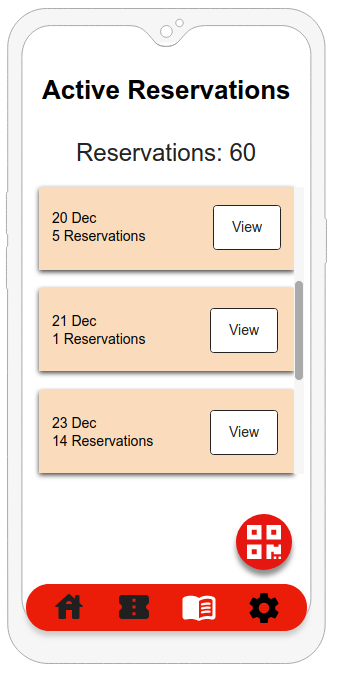 Active Reservations
Reservations: 60
20 Dec
5 Reservations
View
21 Dec
1 Reservations
View
23 Dec
14 Reservations
View